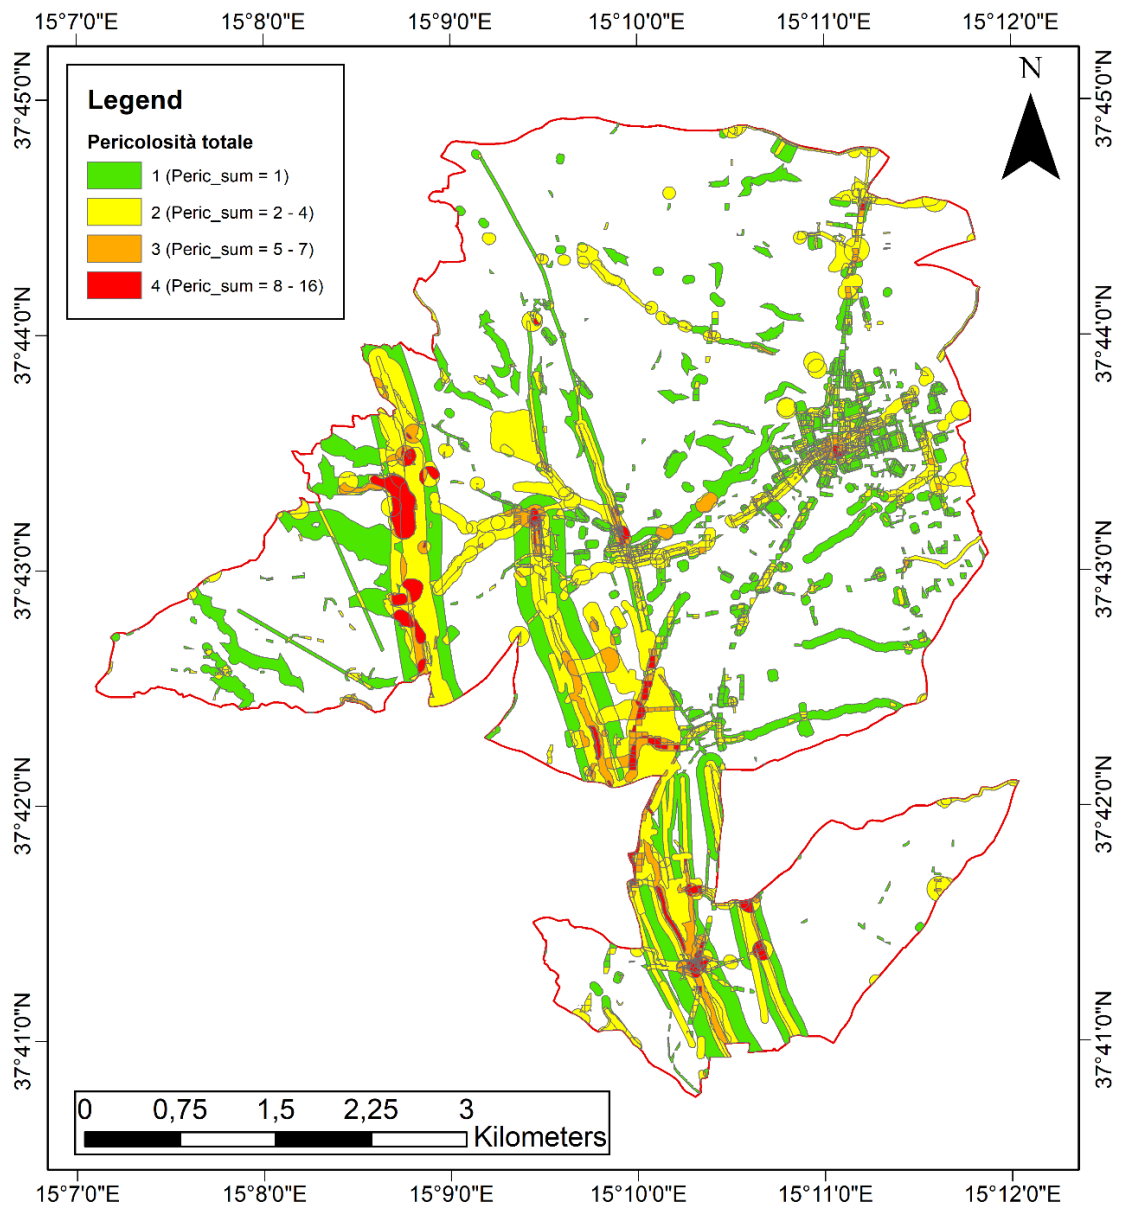 15°7'0"E 15°8'0"E 15°9'0"E 15°10'0"E 15°11'0"E 15°12'0"E
37°45'0"N
37°45'0"N
N
Legend
Pericolosità totale
1 (Peric_sum = 1)
2 (Peric_sum = 2 - 4)
3 (Peric_sum = 5 - 7)
4 (Peric_sum = 8 - 16)
37°44'0"N
37°44'0"N
37°43'0"N
37°43'0"N
37°42'0"N
37°42'0"N
37°41'0"N
37°41'0"N
0 0,75 1,5 2,25 3
Kilometers
15°7'0"E 15°8'0"E 15°9'0"E 15°10'0"E 15°11'0"E 15°12'0"E